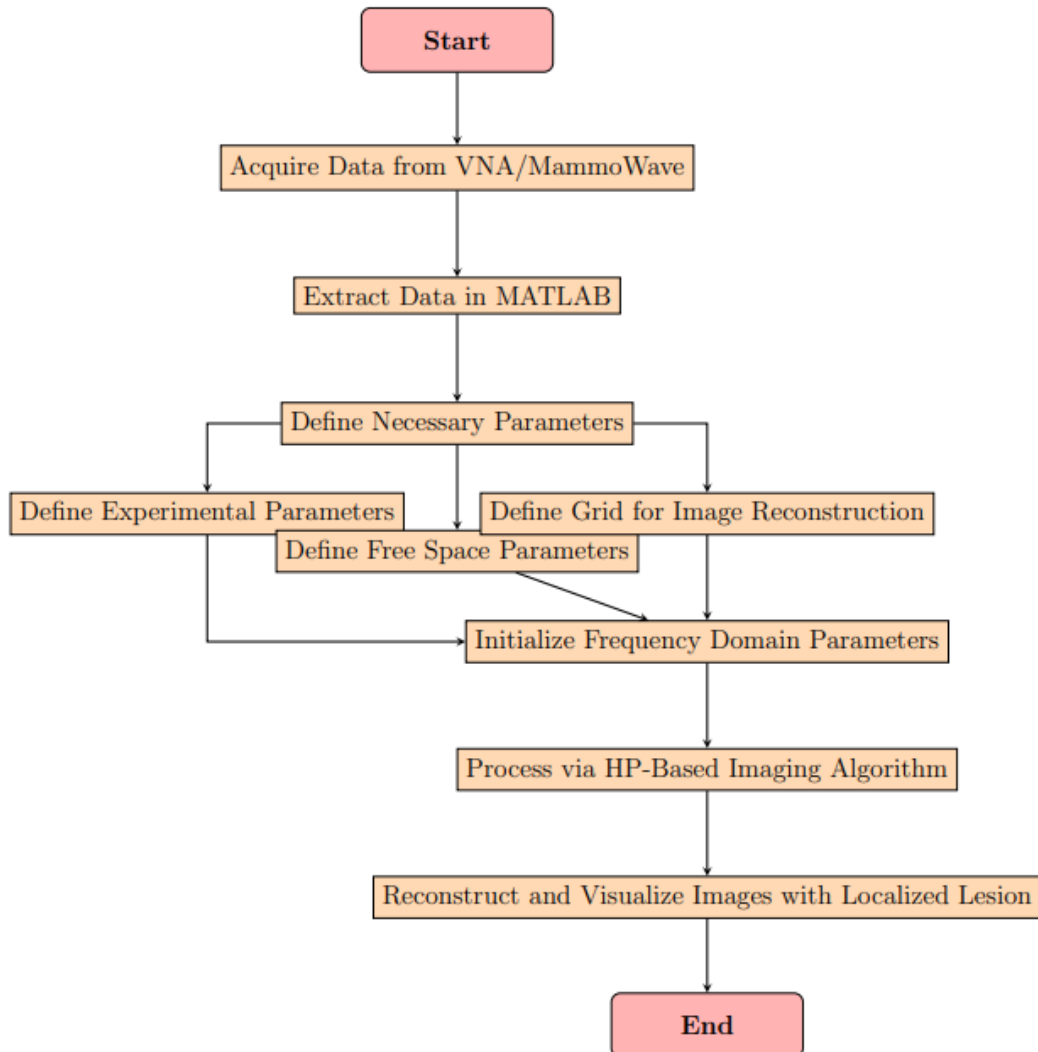 Start
Acquire Data from VNA/MammoWave
Extract Data in MATLAB
Define Necessary Parameters
Define Experimental Parameters
Define Grid for Image Reconstruction
Define Free Space Parameters
Initialize Frequency Domain Parameters
Process via HP-Based Imaging Algorithm
Reconstruct and Visualize Images with Localized Lesion
End